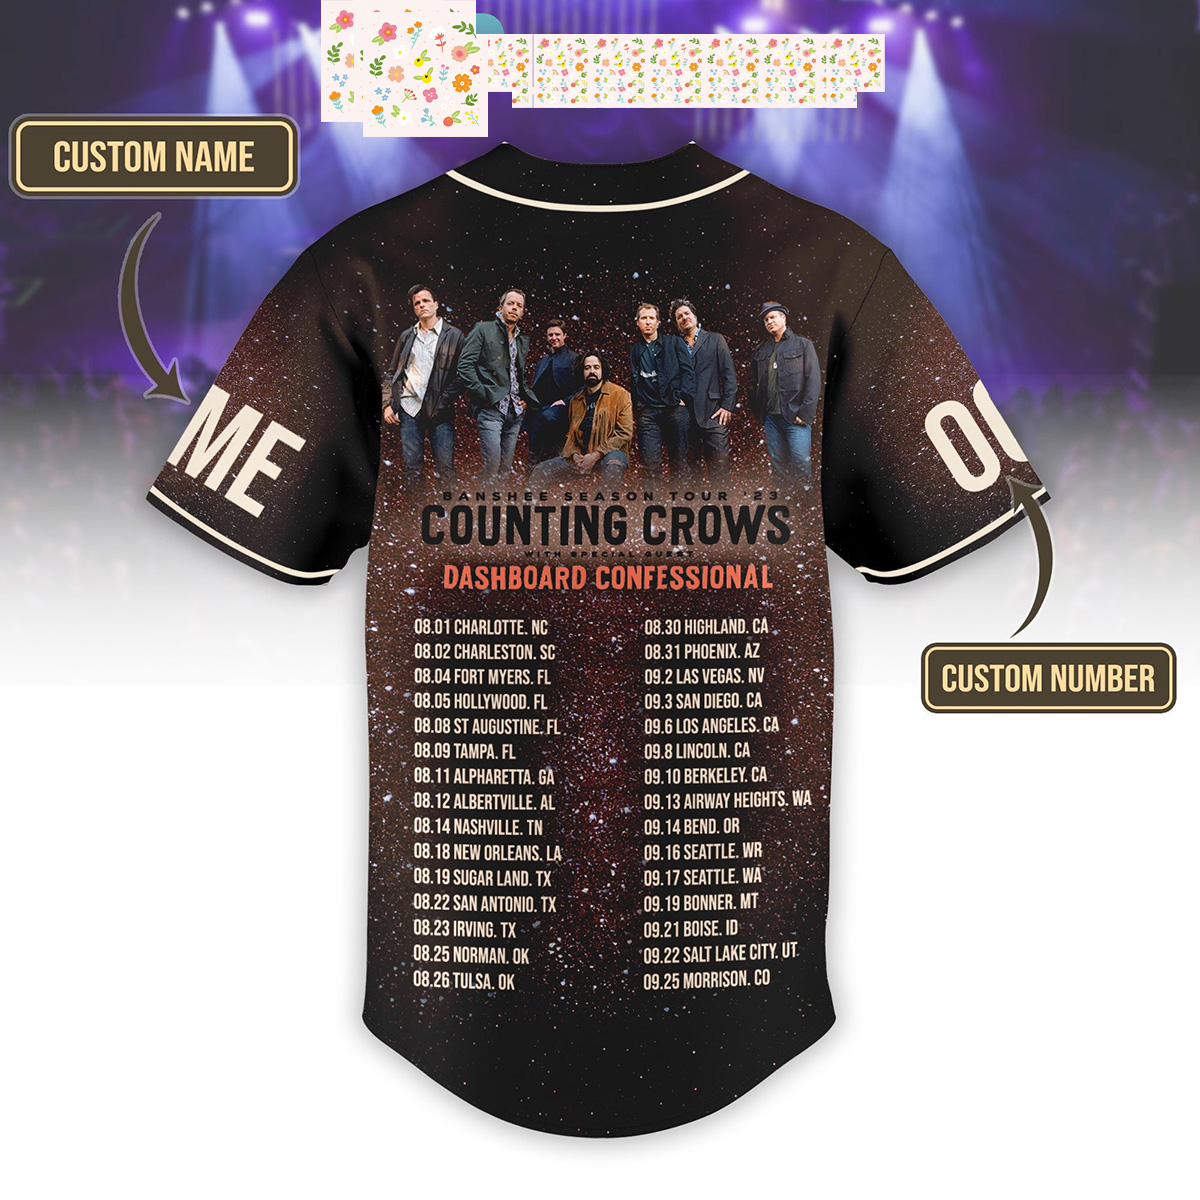 CUSTOM NAME
ME
00
BANSHEE SEASON TOUR '23
COUNTING CROWS
WITH SPECIAL GUEST
DASHBOARD CONFESSIONAL
08.01 CHARLOTTE. NC
08.02 CHARLESTON. SC
08.04 FORT MYERS. FL
08.05 HOLLYWOOD. FL
08.08 ST AUGUSTINE. FL
08.09 TAMPA. FL
08.11 ALPHARETTA. GA
08.12 ALBERTVILLE. AL
08.14 NASHVILLE. TN
08.18 NEW ORLEANS. LA
08.19 SUGAR LAND. TX
08.22 SAN ANTONIO. TX
08.23 IRVING. TX
08.25 NORMAN. OK
08.26 TULSA. OK
08.30 HIGHLAND. CA
08.31 PHOENIX. AZ
09.2 LAS VEGAS. NV
09.3 SAN DIEGO. CA
09.6 LOS ANGELES. CA
09.8 LINCOLN. CA
09.10 BERKELEY. CA
09.13 AIRWAY HEIGHTS. WA
09.14 BEND. OR
09.16 SEATTLE. WR
09.17 SEATTLE. WA
09.19 BONNER. MT
09.21 BOISE. ID
09.22 SALT LAKE CITY. UT
09.25 MORRISON. CO
CUSTOM NUMBER